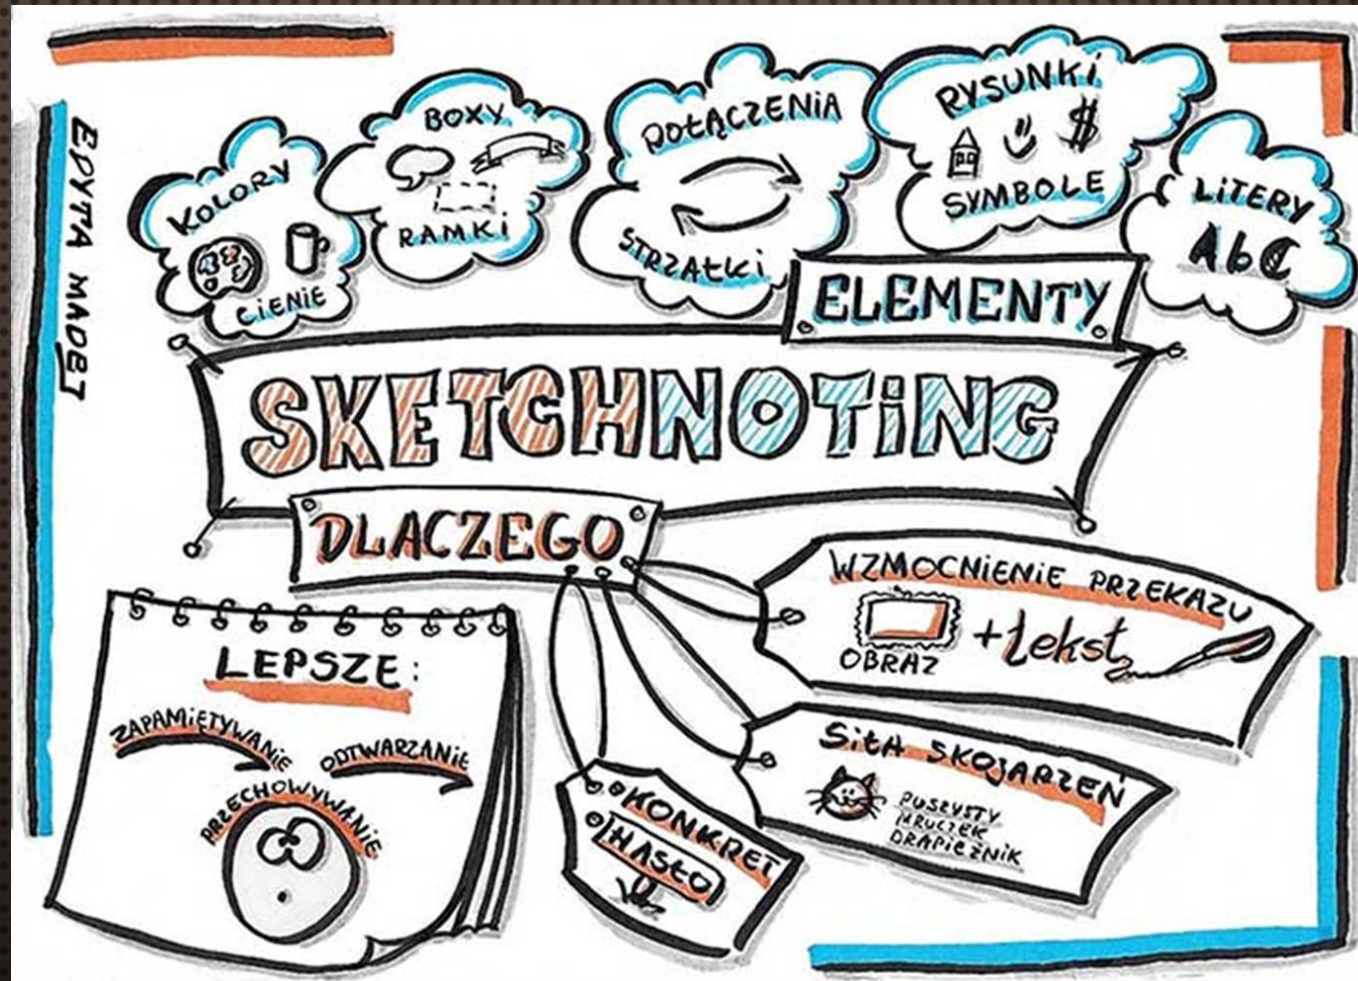 EDYTA MADEJ
KOLORY
CIENIE
BOXY
RAMKi
POŁĄCZENiA
STRZAŁKi
RYSUNKi
$
SYMBOLE
LiTERY
AbC
ELEMENTY
SKETCHNOTiNG
DLACZEGO
LEPSZE:
ZAPAMiĘTYWANiE
ODTWARZANiE
PRZECHOWYWANiE
WZMOCNiENiE PRZEKAZU
OBRAZ
+tekst
SiŁA SKOJARZEŃ
PUSZYSTY
MRUCZEK
DRAPIEŻNIK
KONKRET
HASŁO